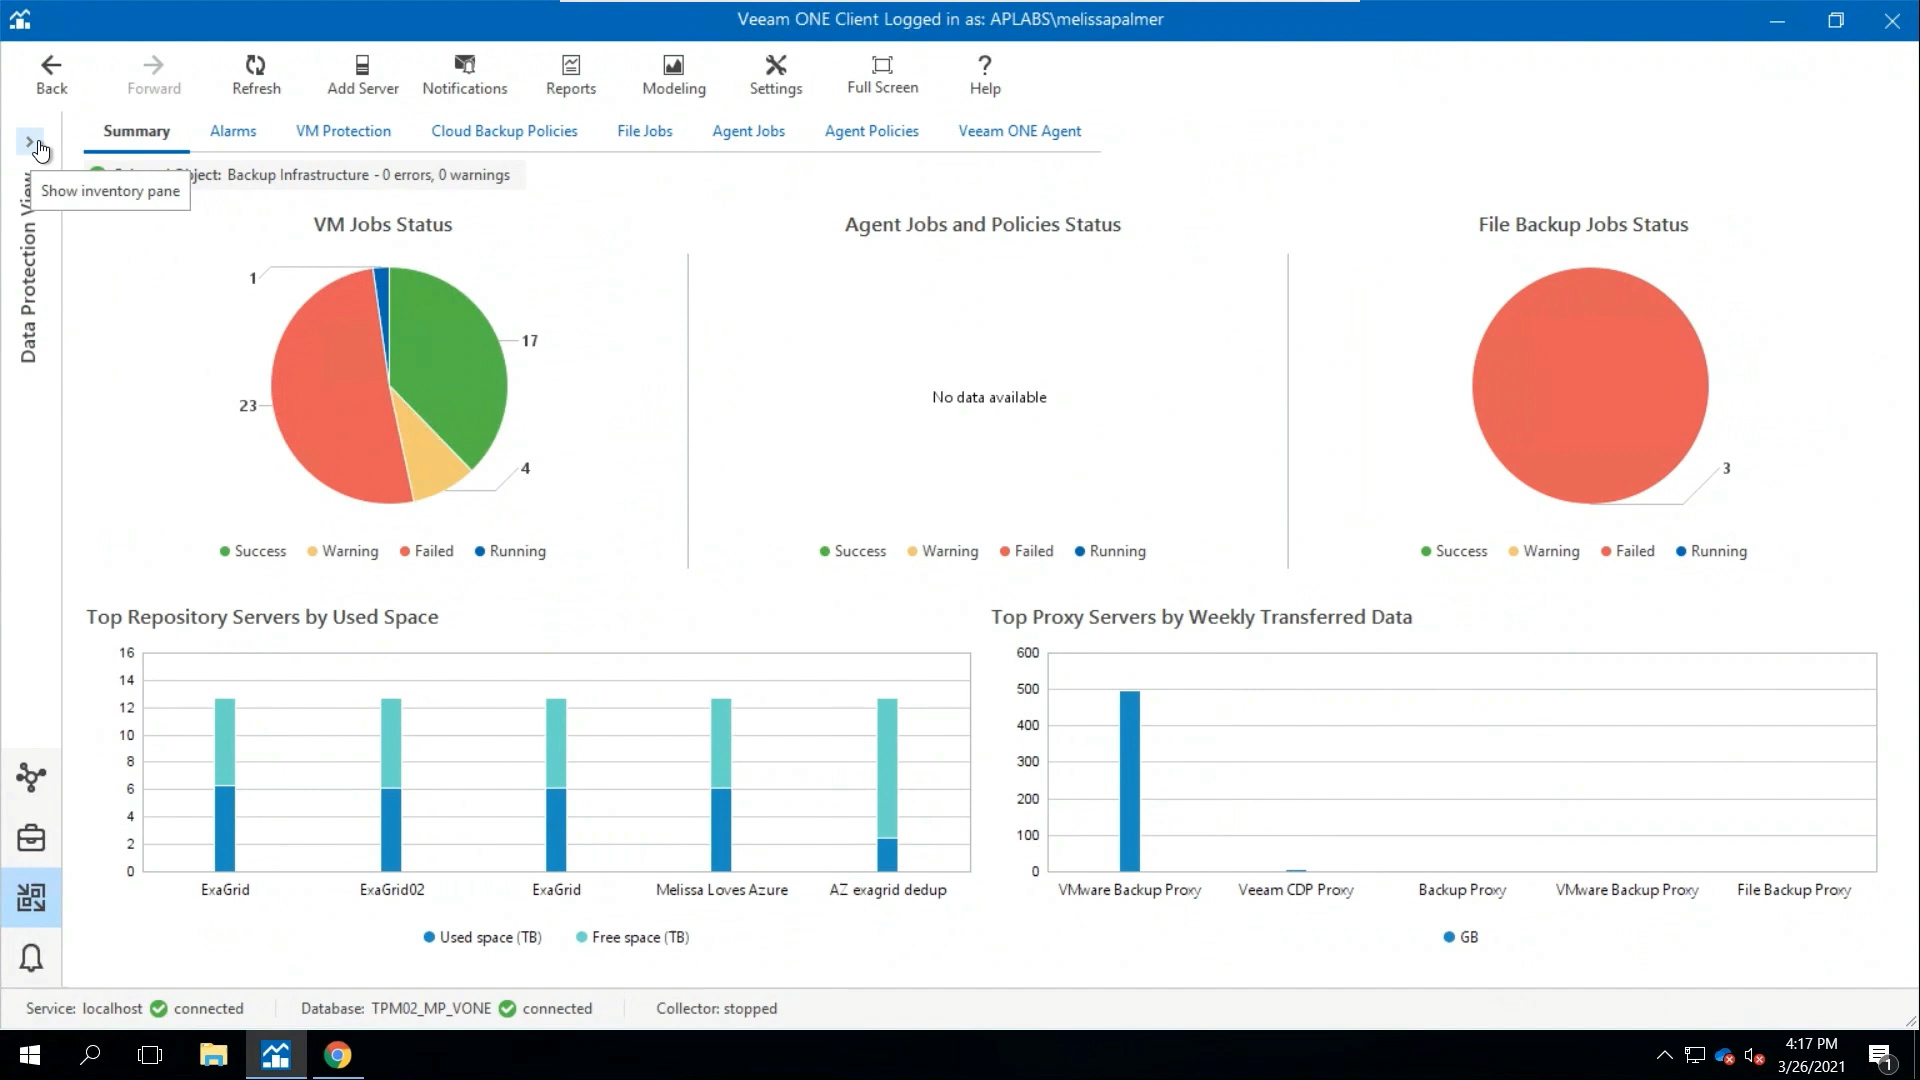 Veeam ONE Client Logged in as: APLABS\melissapalmer
Back
Forward
Refresh
Add Server
Notifications
Reports
Modeling
Settings
Full Screen
Help
Summary
Alarms
VM Protection
Cloud Backup Policies
File Jobs
Agent Jobs
Agent Policies
Veeam ONE Agent
Object: Backup Infrastructure - 0 errors, 0 warnings
Show inventory pane
Data Protection View
VM Jobs Status
1
17
23
4
Success Warning Failed Running
Agent Jobs and Policies Status
No data available
Success Warning Failed Running
File Backup Jobs Status
3
Success Warning Failed Running
Top Repository Servers by Used Space
16
14
12
10
8
6
4
2
0
ExaGrid ExaGrid02 ExaGrid Melissa Loves Azure AZ exagrid dedup
Used space (TB) Free space (TB)
Top Proxy Servers by Weekly Transferred Data
600
500
400
300
200
100
0
VMware Backup Proxy Veeam CDP Proxy Backup Proxy VMware Backup Proxy File Backup Proxy
GB
Service: localhost connected
Database: TPM02_MP_VONE connected
Collector: stopped
4:17 PM
3/26/2021
1